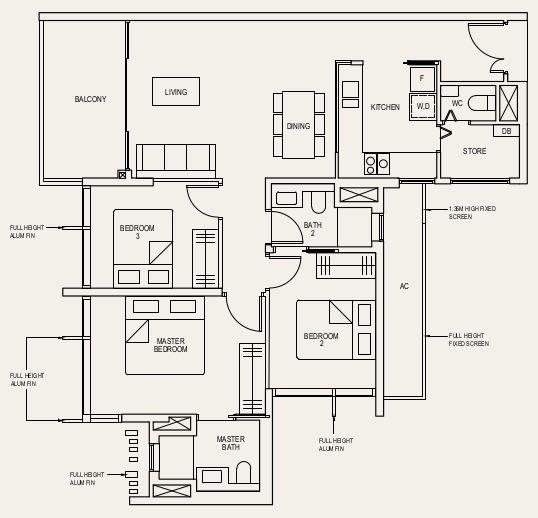 F
LIVING
BALCONY
KITCHEN
W,D
WC
DINING
DB
STORE
1.35M HIGH FIXED
SCREEN
FULL HEIGHT
ALUM FIN
BEDROOM
3
BATH
2
AC
BEDROOM
2
FULL HEIGHT
FIXED SCREEN
MASTER
BEDROOM
FULL HEIGHT
ALUM FIN
MASTER
BATH
FULL HEIGHT
ALUM FIN
FULL HEIGHT
ALUM FIN